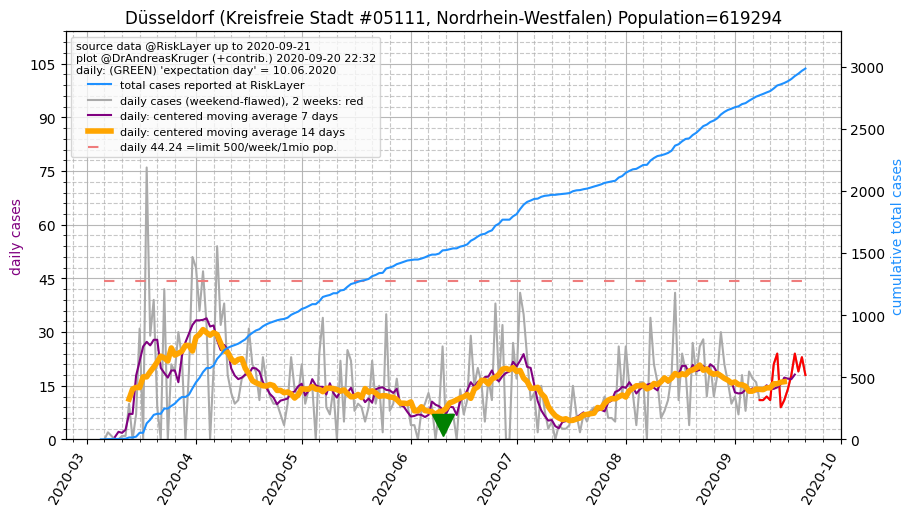 Düsseldorf (Kreisfreie Stadt #05111, Nordrhein-Westfalen) Population=619294
source data @RiskLayer up to 2020-09-21
plot @DrAndreasKruger (+contrib.) 2020-09-20 22:32
daily: (GREEN) 'expectation day' = 10.06.2020
total cases reported at RiskLayer
daily cases (weekend-flawed), 2 weeks: red
daily: centered moving average 7 days
daily: centered moving average 14 days
daily 44.24 =limit 500/week/1mio pop.
daily cases
105
90
75
60
45
30
15
0
cumulative total cases
3000
2500
2000
1500
1000
500
0
2020-03
2020-04
2020-05
2020-06
2020-07
2020-08
2020-09
2020-10